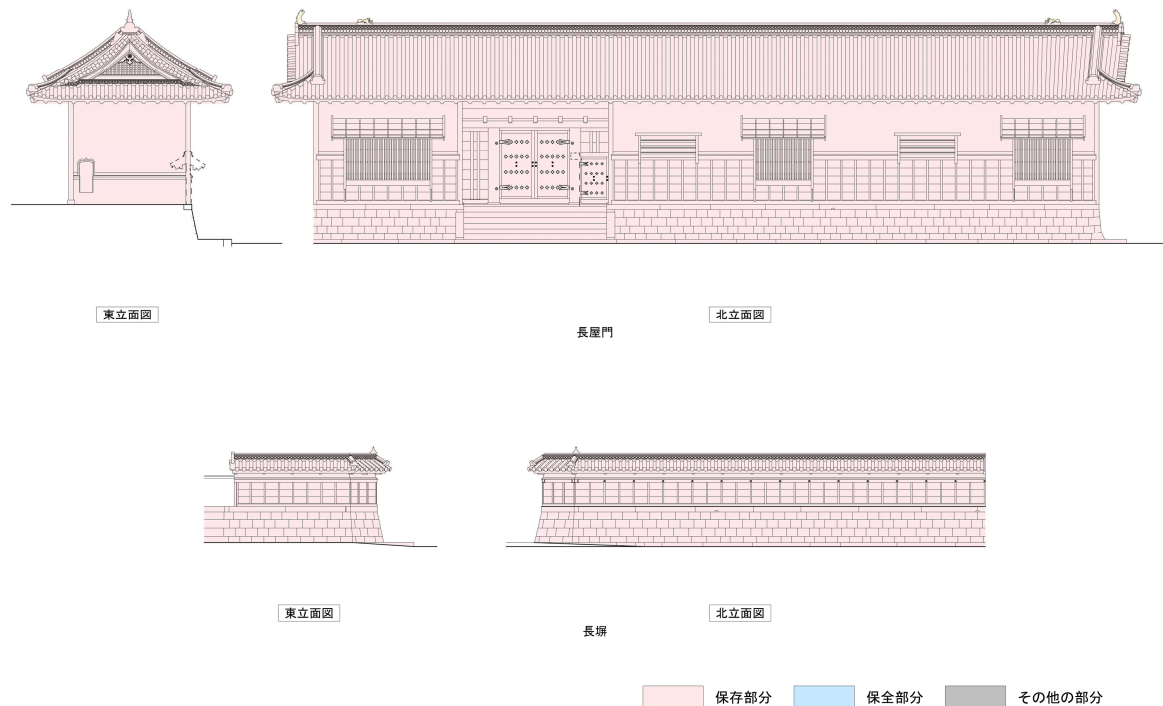 東立面図
北立面図
長屋門
東立面図
北立面図
長塀
保存部分
保全部分
その他の部分